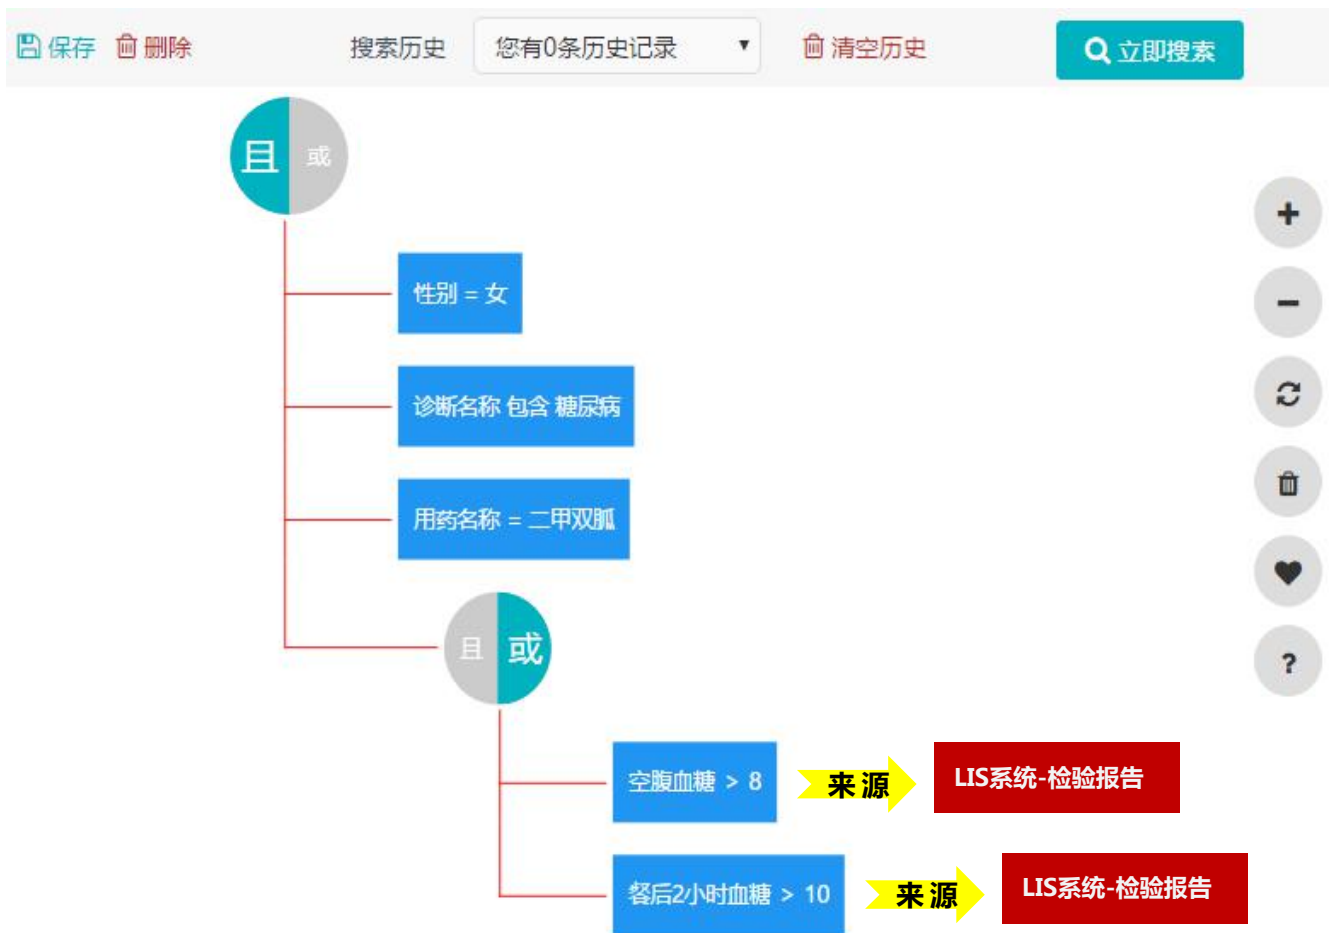 保存 删除 搜索历史 您有0条历史记录 清空历史 立即搜索
且 或
性别 = 女
诊断名称 包含 糖尿病
用药名称 = 二甲双胍
且 或
空腹血糖 > 8 来源 LIS系统-检验报告
餐后2小时血糖 > 10 来源 LIS系统-检验报告